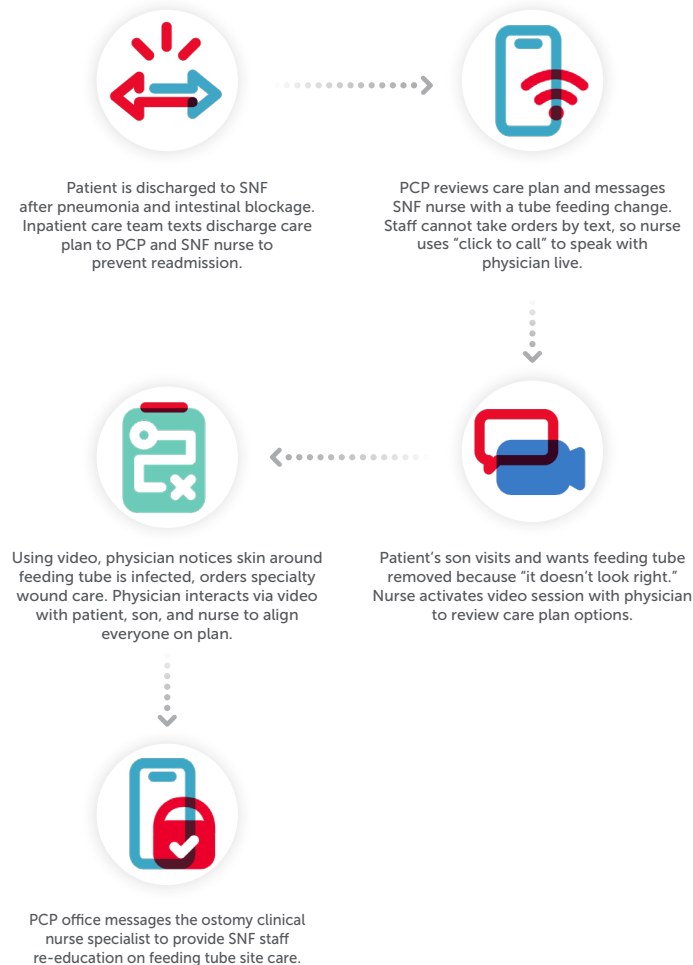 Patient is discharged to SNF
after pneumonia and intestinal blockage.
Inpatient care team texts discharge care
plan to PCP and SNF nurse to
prevent readmission.
PCP reviews care plan and messages
SNF nurse with a tube feeding change.
Staff cannot take orders by text, so nurse
uses “click to call” to speak with
physician live.
Patient’s son visits and wants feeding tube
removed because “it doesn’t look right.”
Nurse activates video session with physician
to review care plan options.
Using video, physician notices skin around
feeding tube is infected, orders specialty
wound care. Physician interacts via video
with patient, son, and nurse to align
everyone on plan.
PCP office messages the ostomy clinical
nurse specialist to provide SNF staff
re-education on feeding tube site care.